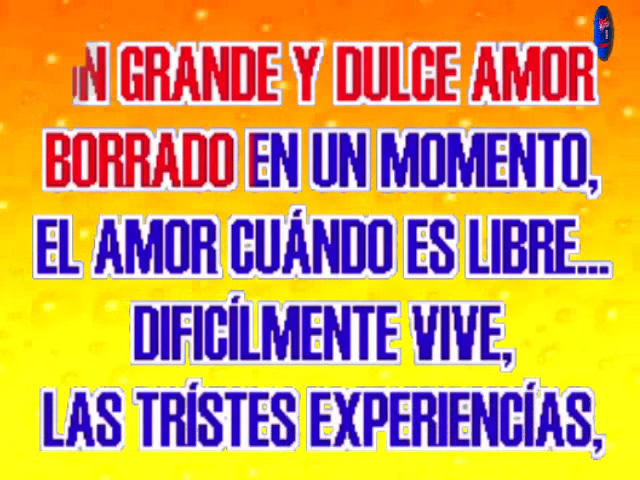 N GRANDE Y DULCE AMOR
BORRADO EN UN MOMENTO,
EL AMOR CUÁNDO ES LIBRE...
DIFICÍLMENTE VIVE,
LAS TRÍSTES EXPERIENCÍAS,